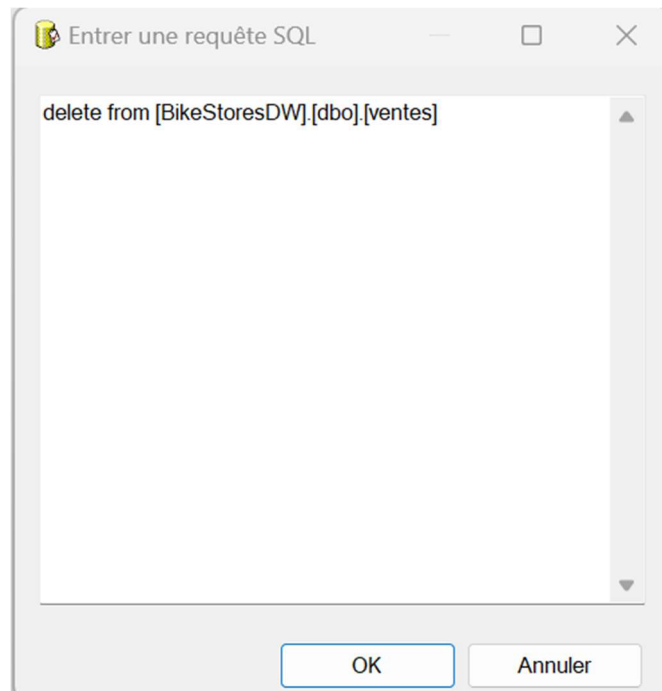 Entrer une requête SQL
delete from [BikeStoresDW].[dbo].[ventes]
OK
Annuler